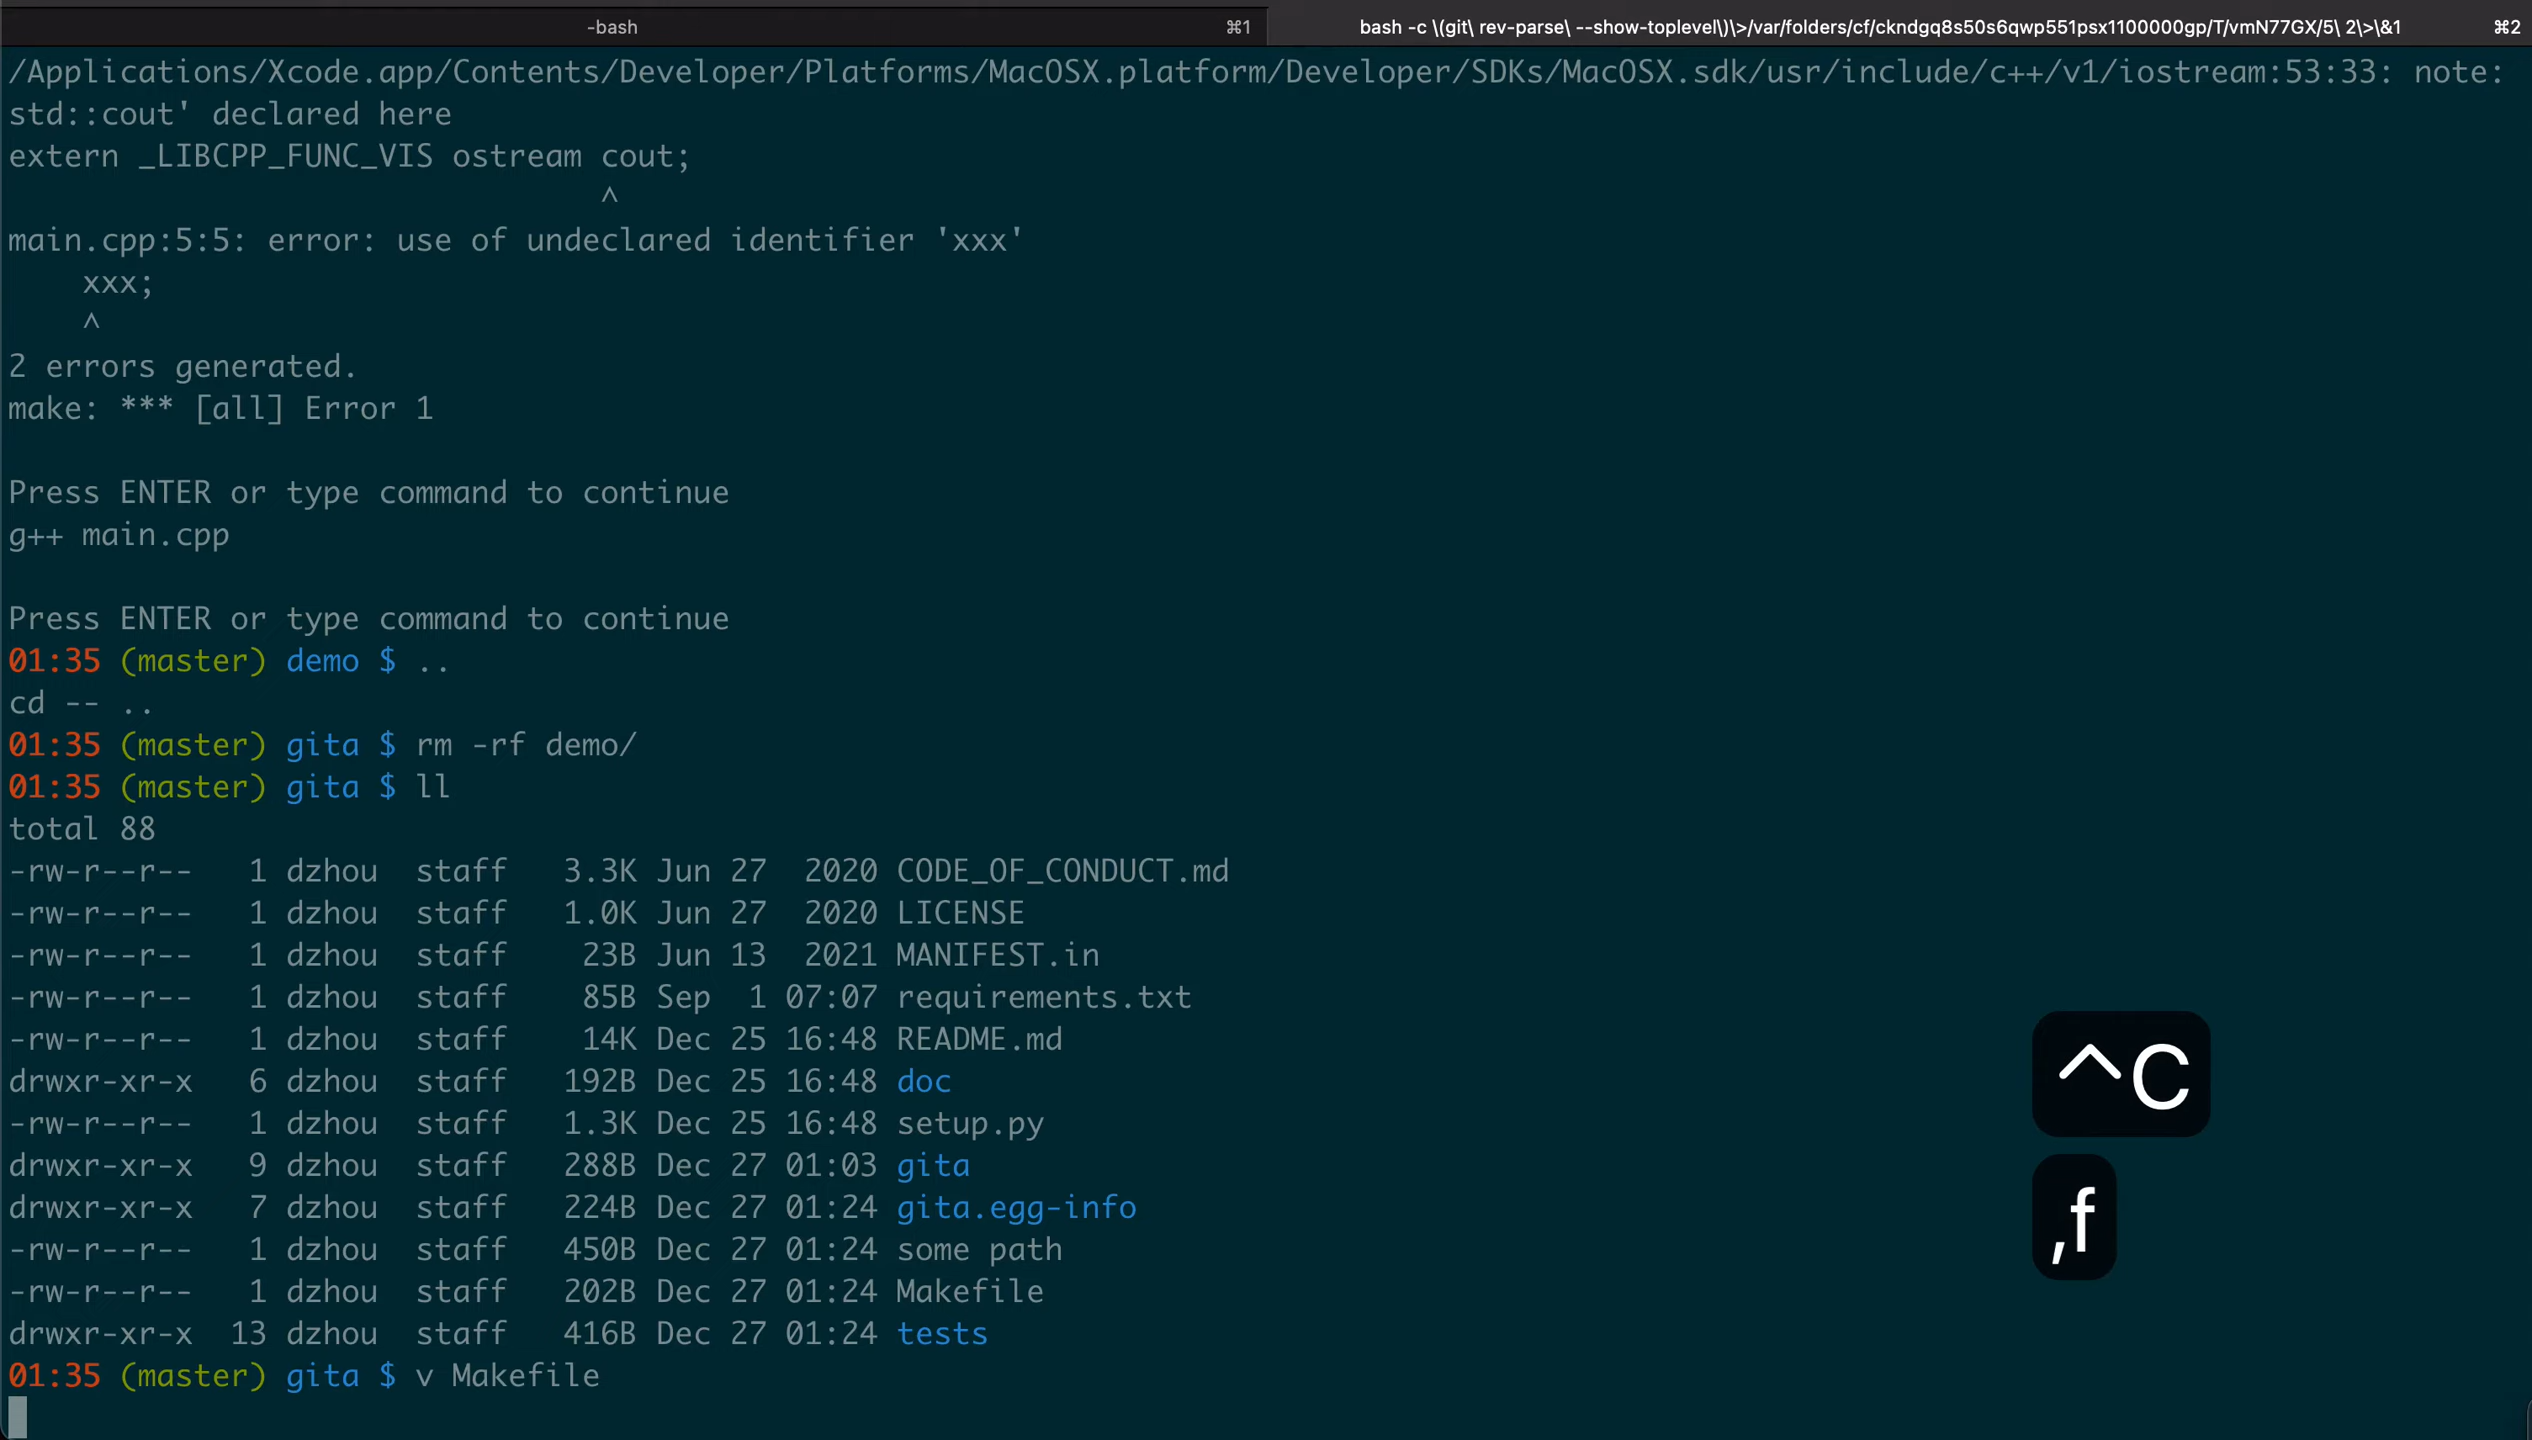 -bash ⌘1 bash -c \(git\ rev-parse\ --show-toplevel\)\>/var/folders/cf/ckndgq8s50s6qwp551psx1100000gp/T/vmN77GX/5\ 2\>\&1 ⌘2
/Applications/Xcode.app/Contents/Developer/Platforms/MacOSX.platform/Developer/SDKs/MacOSX.sdk/usr/include/c++/v1/iostream:53:33: note:
std::cout' declared here
extern _LIBCPP_FUNC_VIS ostream cout;
^
main.cpp:5:5: error: use of undeclared identifier 'xxx'
xxx;
^
2 errors generated.
make: *** [all] Error 1
Press ENTER or type command to continue
g++ main.cpp
Press ENTER or type command to continue
01:35 (master) demo $ ..
cd -- ..
01:35 (master) gita $ rm -rf demo/
01:35 (master) gita $ ll
total 88
-rw-r--r-- 1 dzhou staff 3.3K Jun 27 2020 CODE_OF_CONDUCT.md
-rw-r--r-- 1 dzhou staff 1.0K Jun 27 2020 LICENSE
-rw-r--r-- 1 dzhou staff 23B Jun 13 2021 MANIFEST.in
-rw-r--r-- 1 dzhou staff 85B Sep 1 07:07 requirements.txt
-rw-r--r-- 1 dzhou staff 14K Dec 25 16:48 README.md
drwxr-xr-x 6 dzhou staff 192B Dec 25 16:48 doc
-rw-r--r-- 1 dzhou staff 1.3K Dec 25 16:48 setup.py
drwxr-xr-x 9 dzhou staff 288B Dec 27 01:03 gita
drwxr-xr-x 7 dzhou staff 224B Dec 27 01:24 gita.egg-info
-rw-r--r-- 1 dzhou staff 450B Dec 27 01:24 some path
-rw-r--r-- 1 dzhou staff 202B Dec 27 01:24 Makefile
drwxr-xr-x 13 dzhou staff 416B Dec 27 01:24 tests
01:35 (master) gita $ v Makefile
^C
,f